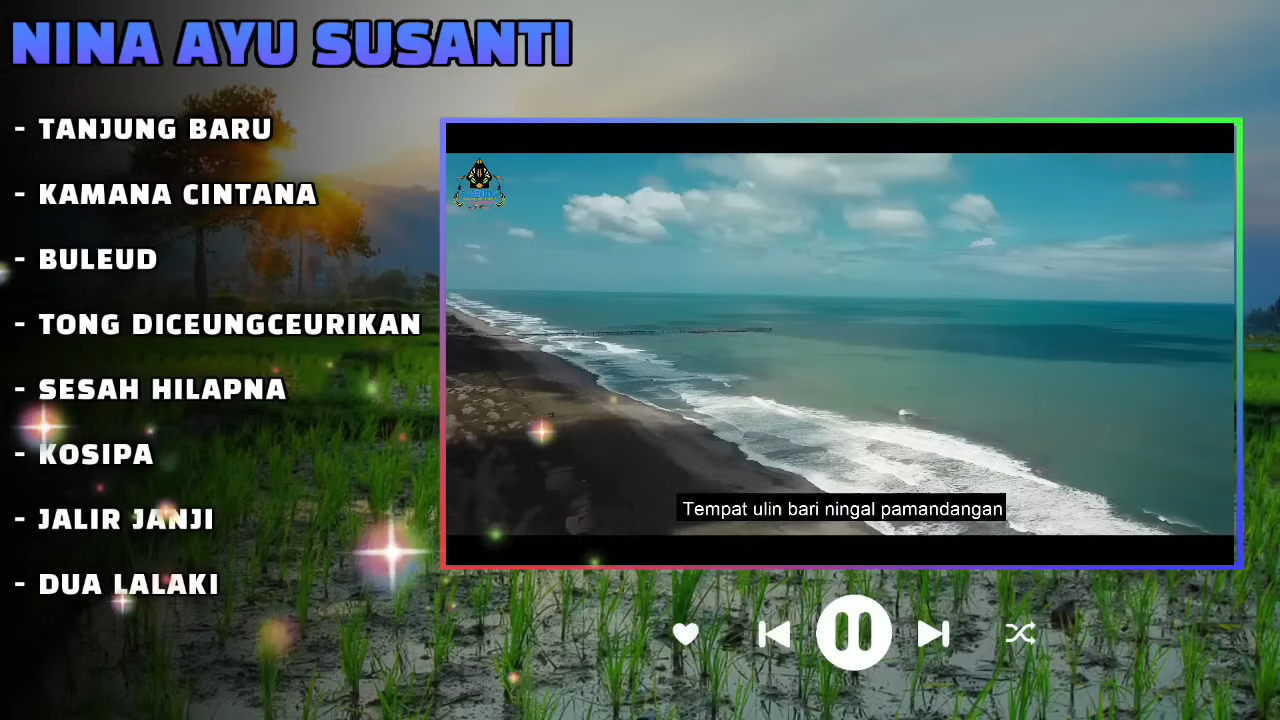 NINA AYU SUSANTI
- TANJUNG BARU
- KAMANA CINTANA
- BULEUD
- TONG DICEUNGCEURIKAN
- SESAH HILAPNA
- KOSIPA
- JALIR JANJI
- DUA LALAKI
Tempat ulin bari ningal pamandangan